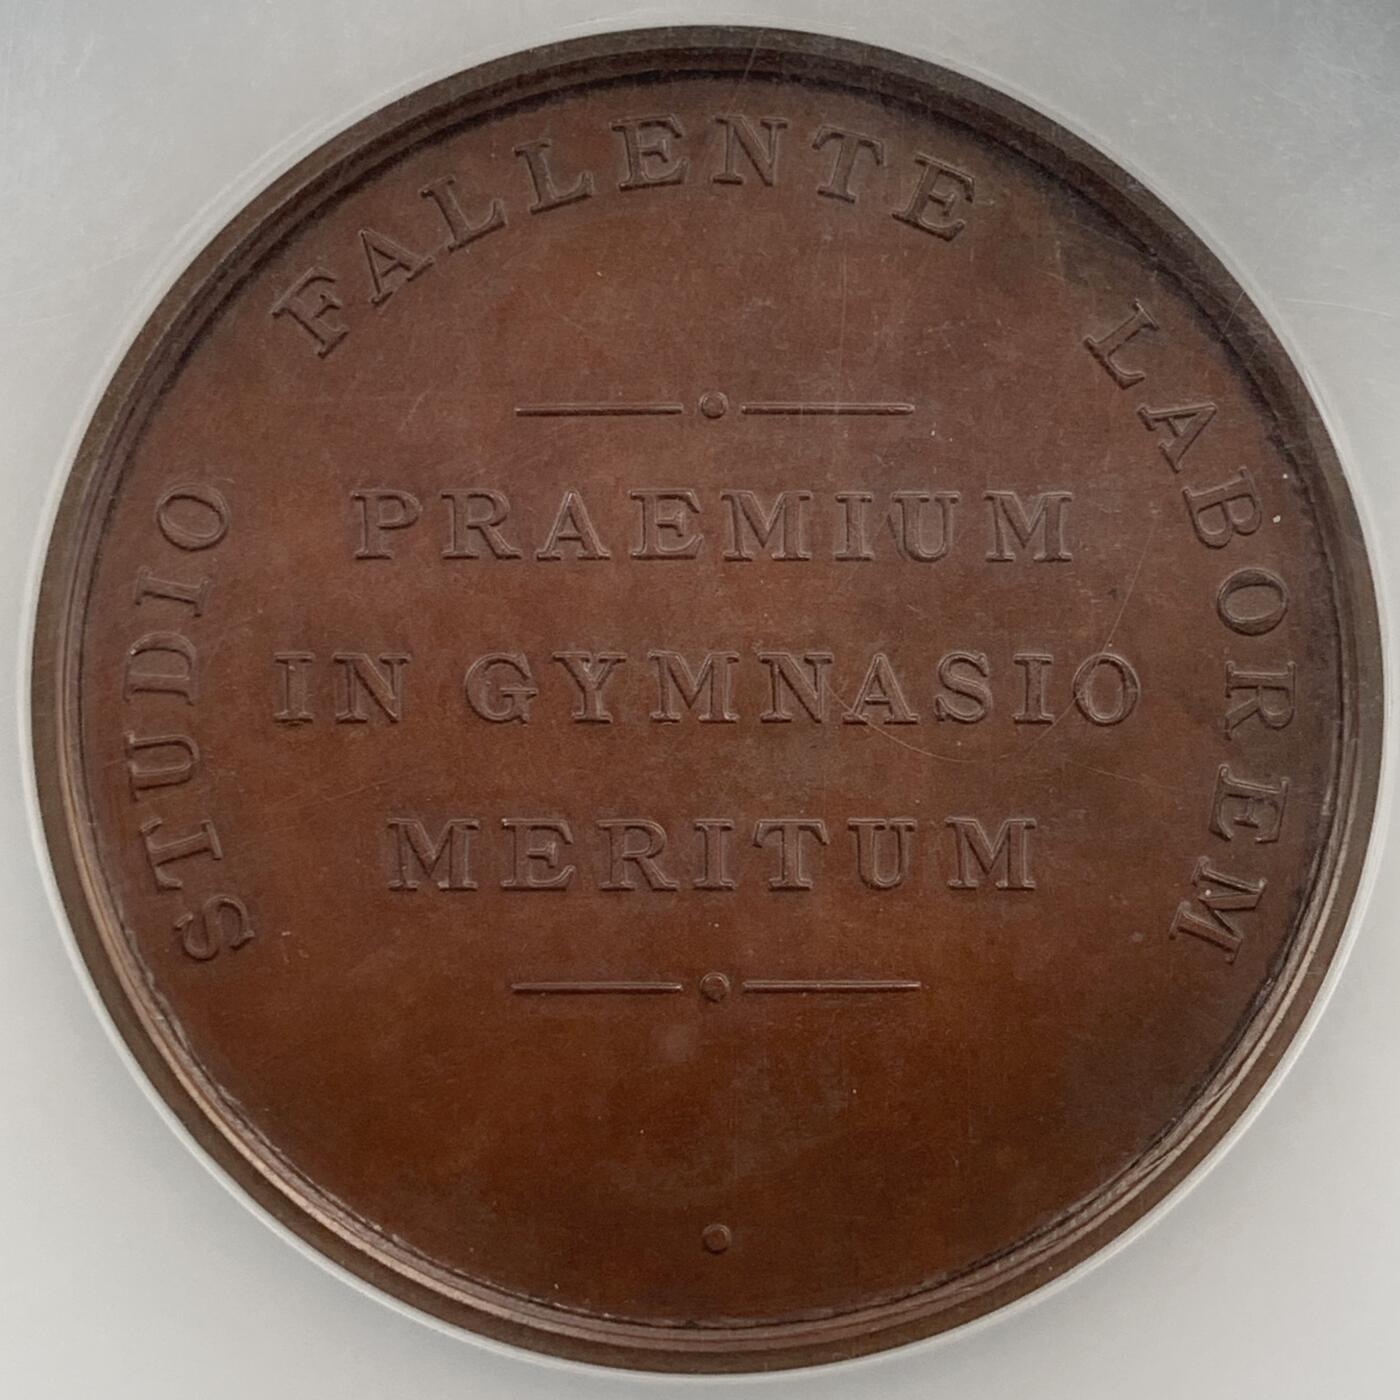 STUDIO FALLENTE LABOREM
PRAEMIUM
IN GYMNASIO
MERITUM